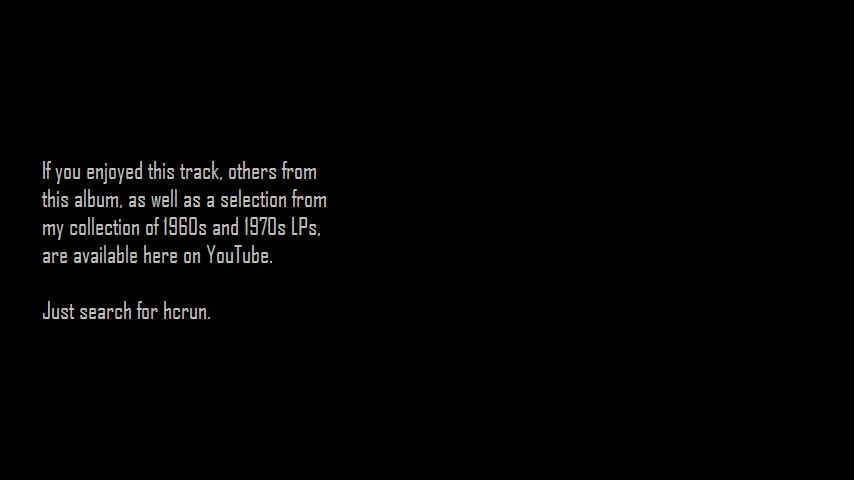 If you enjoyed this track, others from
this album, as well as a selection from
my collection of 1960s and 1970s LPs,
are available here on YouTube.
Just search for hcrun.